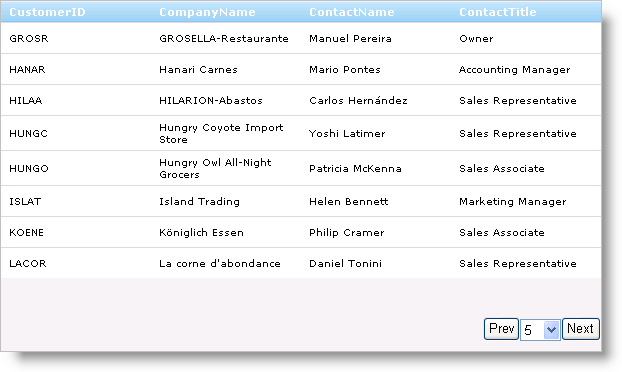 CustomerID CompanyName ContactName ContactTitle
GROSR GROSELLA-Restaurante Manuel Pereira Owner
HANAR Hanari Carnes Mario Pontes Accounting Manager
HILAA HILARION-Abastos Carlos Hernández Sales Representative
HUNGC Hungry Coyote Import Store Yoshi Latimer Sales Representative
HUNGO Hungry Owl All-Night Grocers Patricia McKenna Sales Associate
ISLAT Island Trading Helen Bennett Marketing Manager
KOENE Königlich Essen Philip Cramer Sales Associate
LACOR La corne d'abondance Daniel Tonini Sales Representative
Prev 5 Next